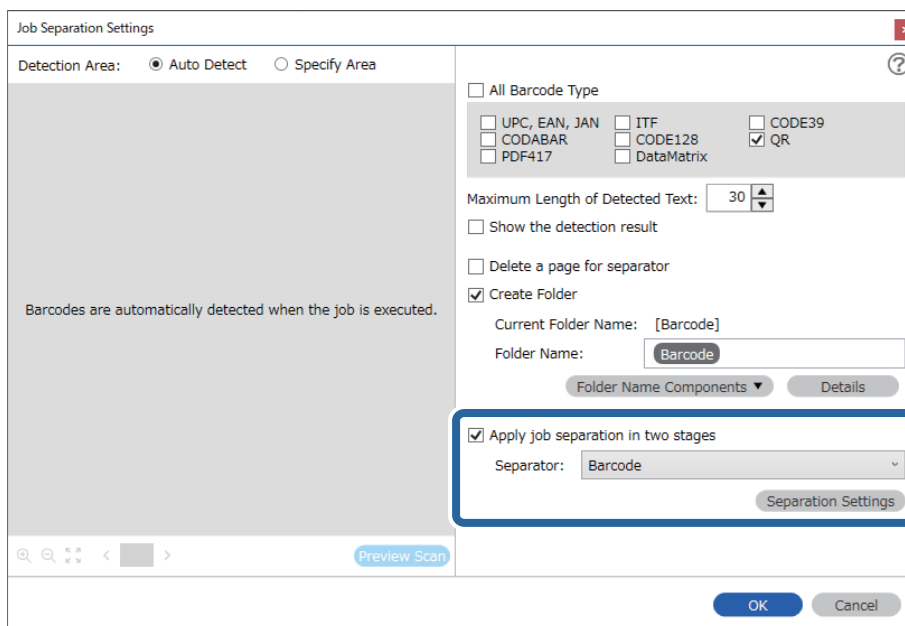 Job Separation Settings
Detection Area: Auto Detect Specify Area
Barcodes are automatically detected when the job is executed.
Preview Scan
All Barcode Type
UPC, EAN, JAN ITF CODE39
CODABAR CODE128 QR
PDF417 DataMatrix
Maximum Length of Detected Text: 30
Show the detection result
Delete a page for separator
Create Folder
Current Folder Name: [Barcode]
Folder Name: Barcode
Folder Name Components Details
Apply job separation in two stages
Separator: Barcode
Separation Settings
OK Cancel